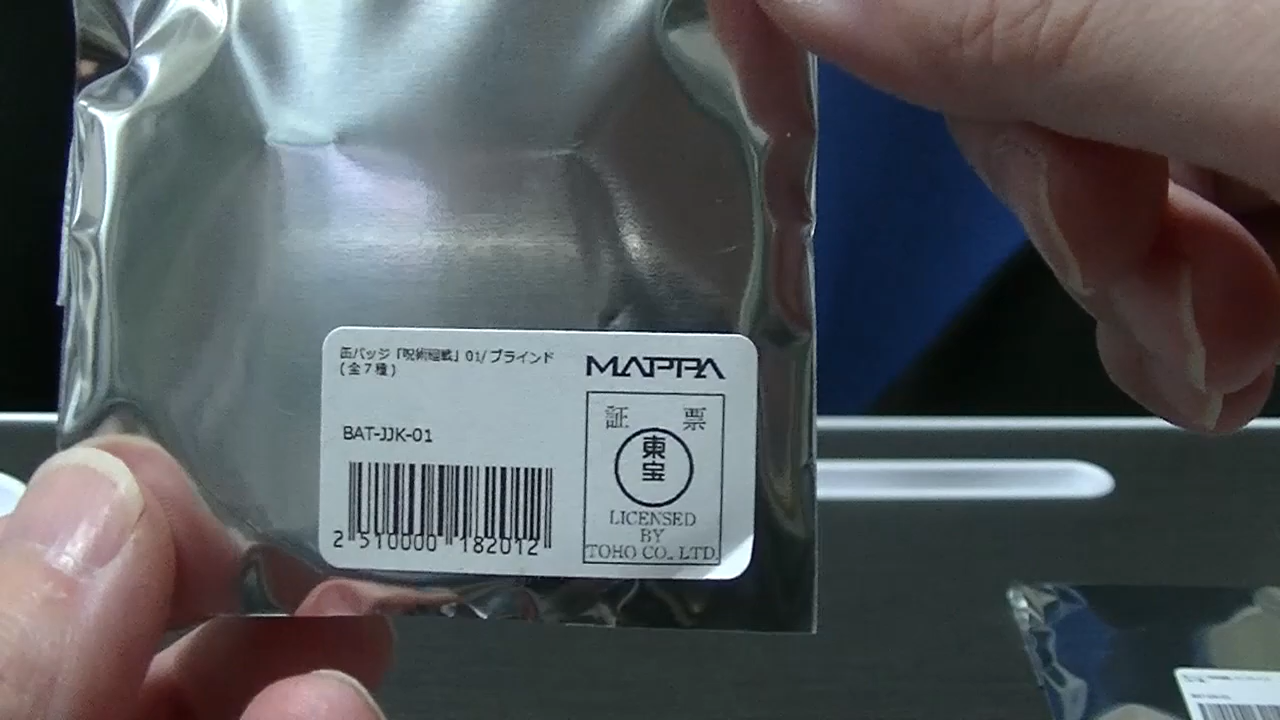 缶バッジ「呪術廻戦」01/ブラインド
(全7種)
BAT-JJK-01
2 510000 182012
MAPPA
証 票
東宝
LICENSED
BY
TOHO CO., LTD.